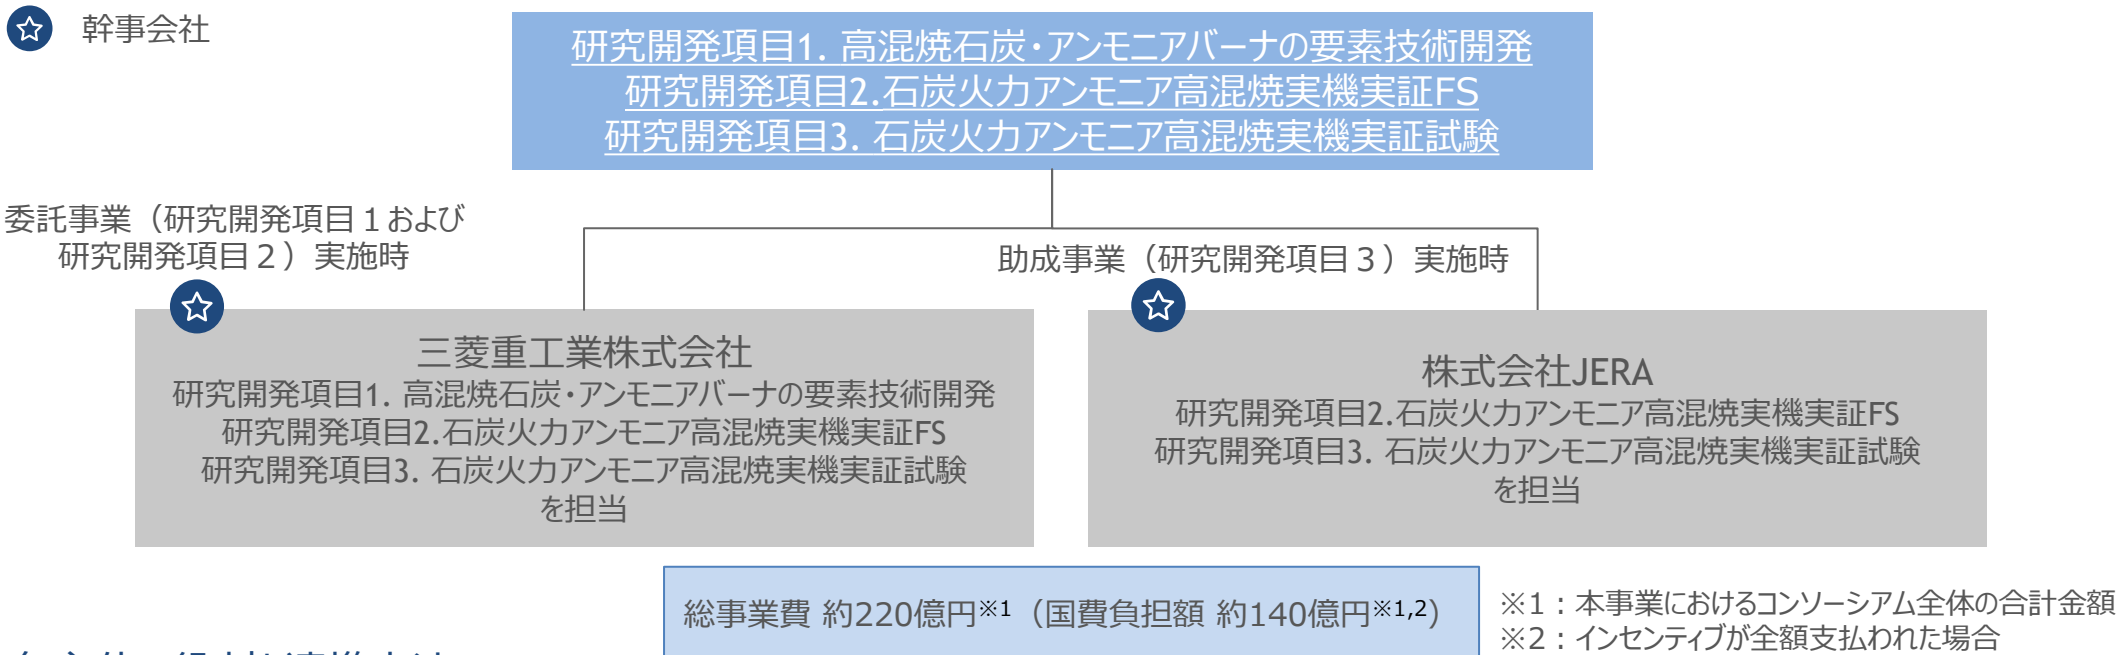 幹事会社
研究開発項目1. 高混焼石炭・アンモニアバーナの要素技術開発
研究開発項目2.石炭火力アンモニア高混焼実機実証FS
研究開発項目3. 石炭火力アンモニア高混焼実機実証試験
委託事業（研究開発項目１および
研究開発項目２）実施時
助成事業（研究開発項目３）実施時
三菱重工業株式会社
研究開発項目1. 高混焼石炭・アンモニアバーナの要素技術開発
研究開発項目2.石炭火力アンモニア高混焼実機実証FS
研究開発項目3. 石炭火力アンモニア高混焼実機実証試験
を担当
株式会社JERA
研究開発項目2.石炭火力アンモニア高混焼実機実証FS
研究開発項目3. 石炭火力アンモニア高混焼実機実証試験
を担当
総事業費 約220億円※1（国費負担額 約140億円※1,2）
※1：本事業におけるコンソーシアム全体の合計金額
※2：インセンティブが全額支払われた場合